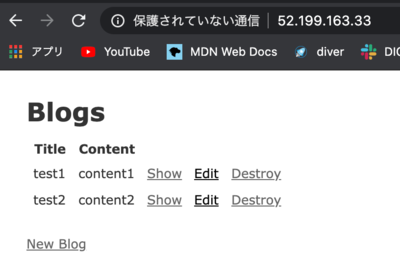 保護されていない通信 52.199.163.33
アプリ YouTube MDN Web Docs diver DIC
Blogs
Title Content
test1 content1 Show Edit Destroy
test2 content2 Show Edit Destroy
New Blog